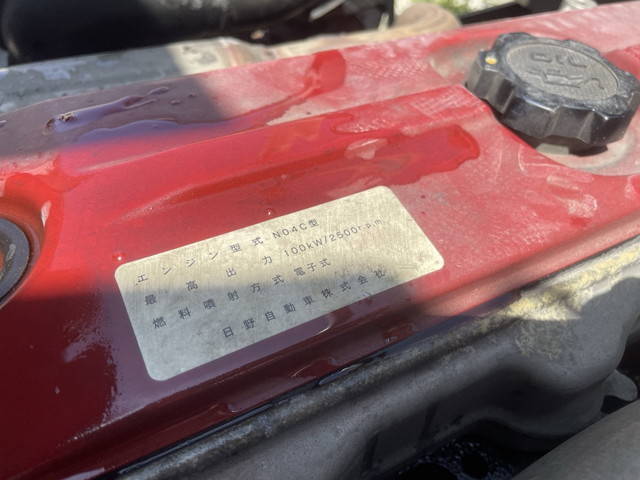 エンジン型式 N04C型
最高出力 100kW/2500r.p.m.
燃料噴射方式 電子式
日野自動車株式会社